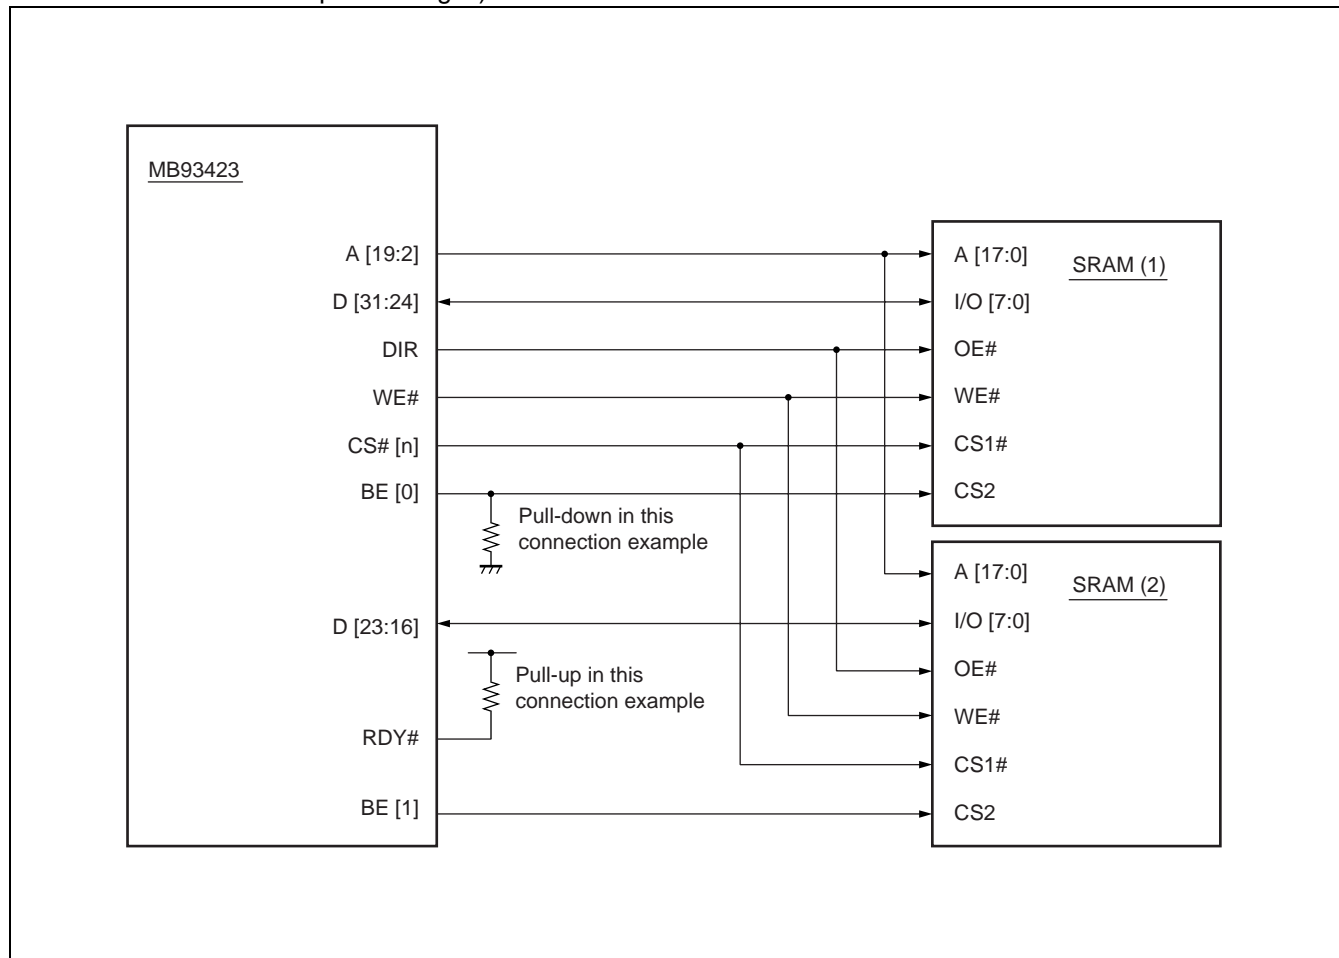 MB93423
A [19:2]
D [31:24]
DIR
WE#
CS# [n]
BE [0]
Pull-down in this
connection example
D [23:16]
Pull-up in this
connection example
RDY#
BE [1]
A [17:0]
SRAM (1)
I/O [7:0]
OE#
WE#
CS1#
CS2
A [17:0]
SRAM (2)
I/O [7:0]
OE#
WE#
CS1#
CS2